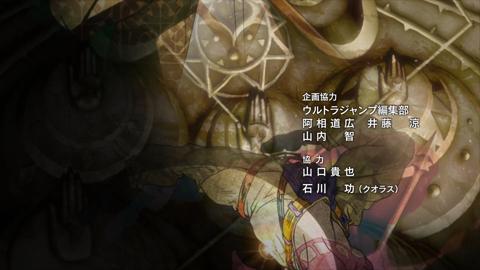 企画協力
ウルトラジャンプ編集部
阿相道広 井藤 涼
山内 智
協力
山口貴也
石川 功(クオラス)